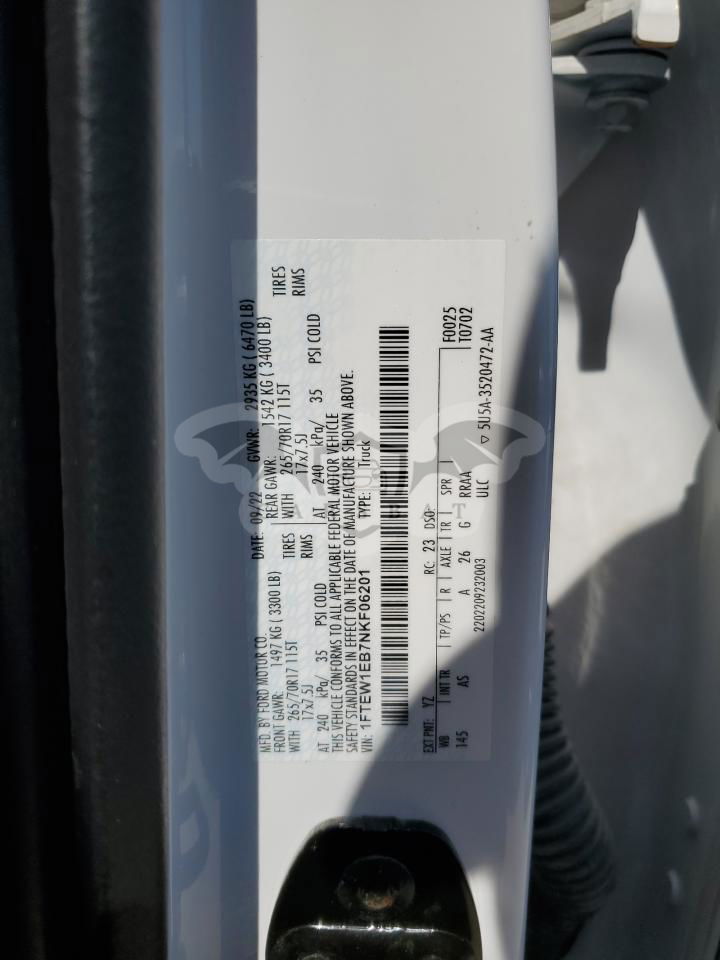 MFD. BY FORD MOTOR CO.
DATE: 09/22 GVWR: 2935 KG ( 6470 LB)
FRONT GAWR: 1497 KG ( 3300 LB) REAR GAWR: 1542 KG ( 3400 LB)
WITH 265/70R17 115T TIRES WITH 265/70R17 115T TIRES
17x7.5J RIMS 17x7.5J RIMS
AT 240 kPa/ 35 PSI COLD AT 240 kPa/ 35 PSI COLD
THIS VEHICLE CONFORMS TO ALL APPLICABLE FEDERAL MOTOR VEHICLE
SAFETY STANDARDS IN EFFECT ON THE DATE OF MANUFACTURE SHOWN ABOVE.
VIN: 1FTEW1EB7NKF06201 TYPE: Truck
EXT PNT: YZ RC: 23 DSO: F0025
WB INT TR TP/PS R AXLE TR SPR T0702
145 AS A 26 G RRAA
2202209232003 ULC ▽ 5U5A-3520472-AA